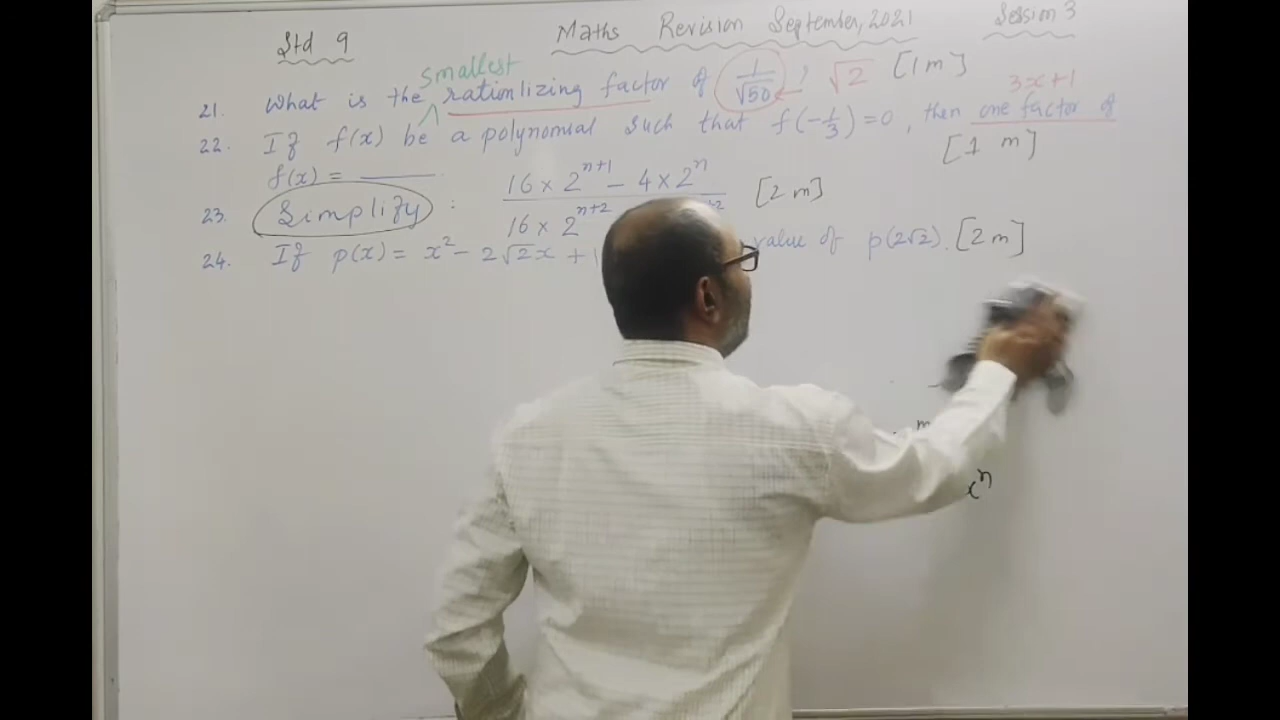 Std 9 Maths Revision September, 2021 Session 3
smallest
21. What is the rationlizing factor of 1/√50 ? √2 [1 m]
3x+1
22. If f(x) be a polynomial such that f(-1/3) = 0, then one factor of
f(x) = ______ [1 m]
23. Simplify : 16 × 2^{n+1} - 4 × 2^n [2 m]
16 × 2^{n+2} +2
24. If p(x) = x² - 2√2x + 1 value of p(2√2). [2 m]
m
x^n